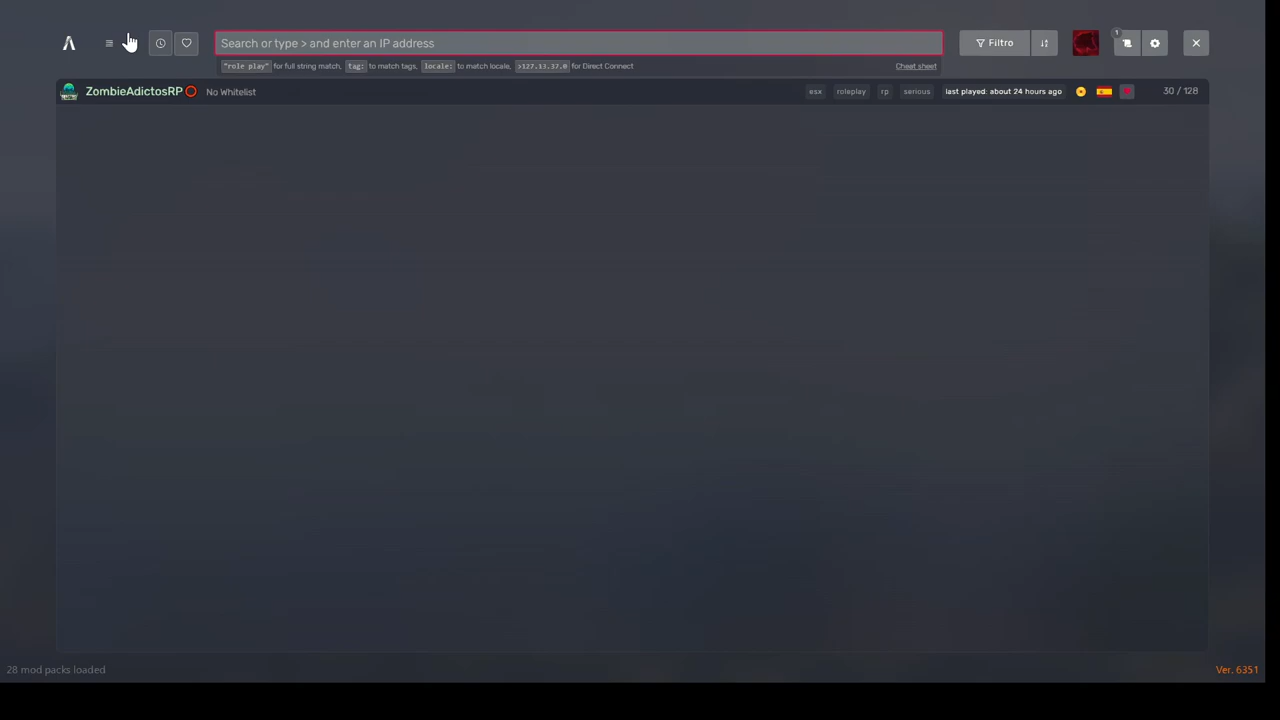 Search or type > and enter an IP address
Filtro
1
"role play" for full string match, tag: to match tags, locale: to match locale, >127.13.37.0 for Direct Connect
Cheat sheet
ZombieAdictosRP No Whitelist esx roleplay rp serious last played: about 24 hours ago 30 / 128
28 mod packs loaded
Ver. 6351